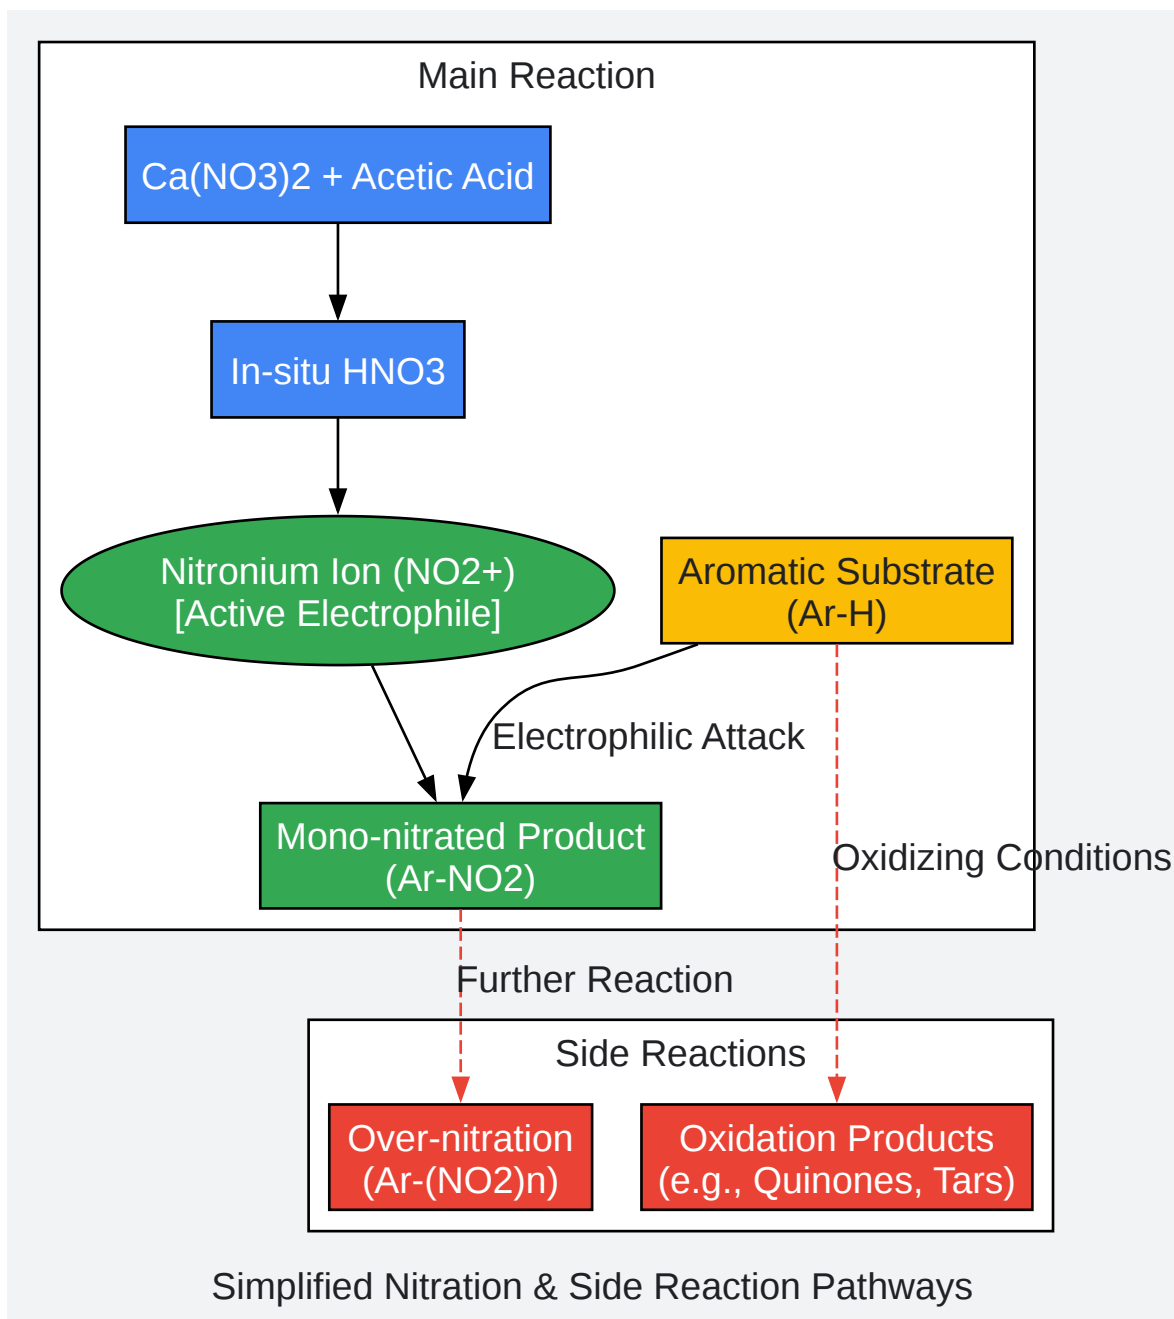 Main Reaction
Ca(NO3)2 + Acetic Acid
In-situ HNO3
Nitronium Ion (NO2+)
[Active Electrophile]
Aromatic Substrate
(Ar-H)
Electrophilic Attack
Mono-nitrated Product
(Ar-NO2)
Oxidizing Conditions
Further Reaction
Side Reactions
Over-nitration
(Ar-(NO2)n)
Oxidation Products
(e.g., Quinones, Tars)
Simplified Nitration & Side Reaction Pathways